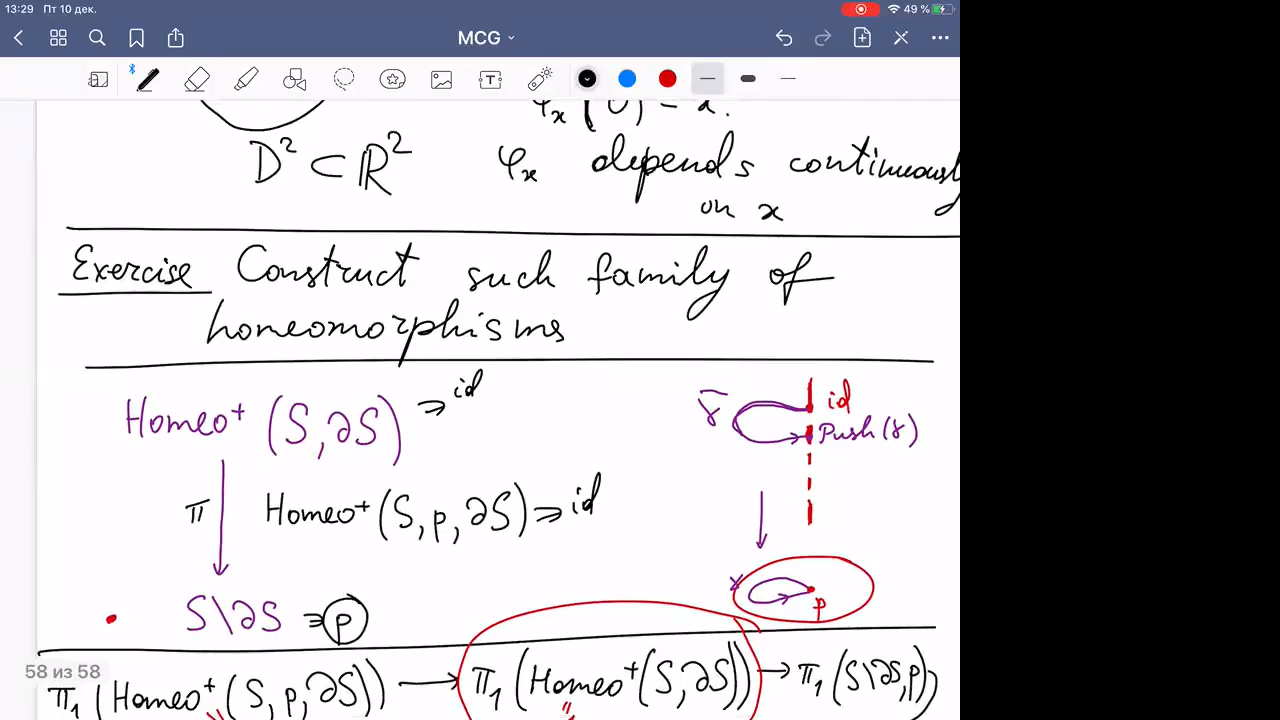 13:29 Пт 10 дек.
49 %
MCG
φₓ (0) = x.
D² ⊂ ℝ²
φₓ depends continuously
on x
Exercise Construct such family of
homeomorphisms
Homeo⁺ (S, ∂S) ∋ id
π
Homeo⁺ (S, p, ∂S) ∋ id
S\∂S ∋ p
id
γ̄
Push(γ)
γ
p
58 из 58
π₁ (Homeo⁺ (S, p, ∂S)) → π₁ (Homeo⁺ (S, ∂S)) → π₁ (S\∂S, p)